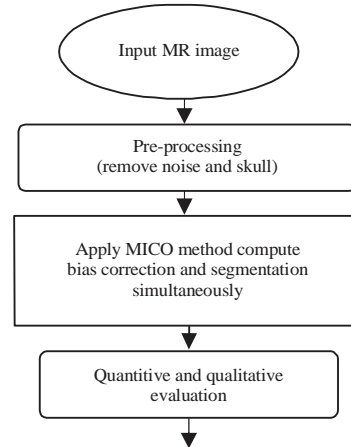 Input MR image
Pre-processing
(remove noise and skull)
Apply MICO method compute
bias correction and segmentation
simultaneously
Quantitive and qualitative
evaluation